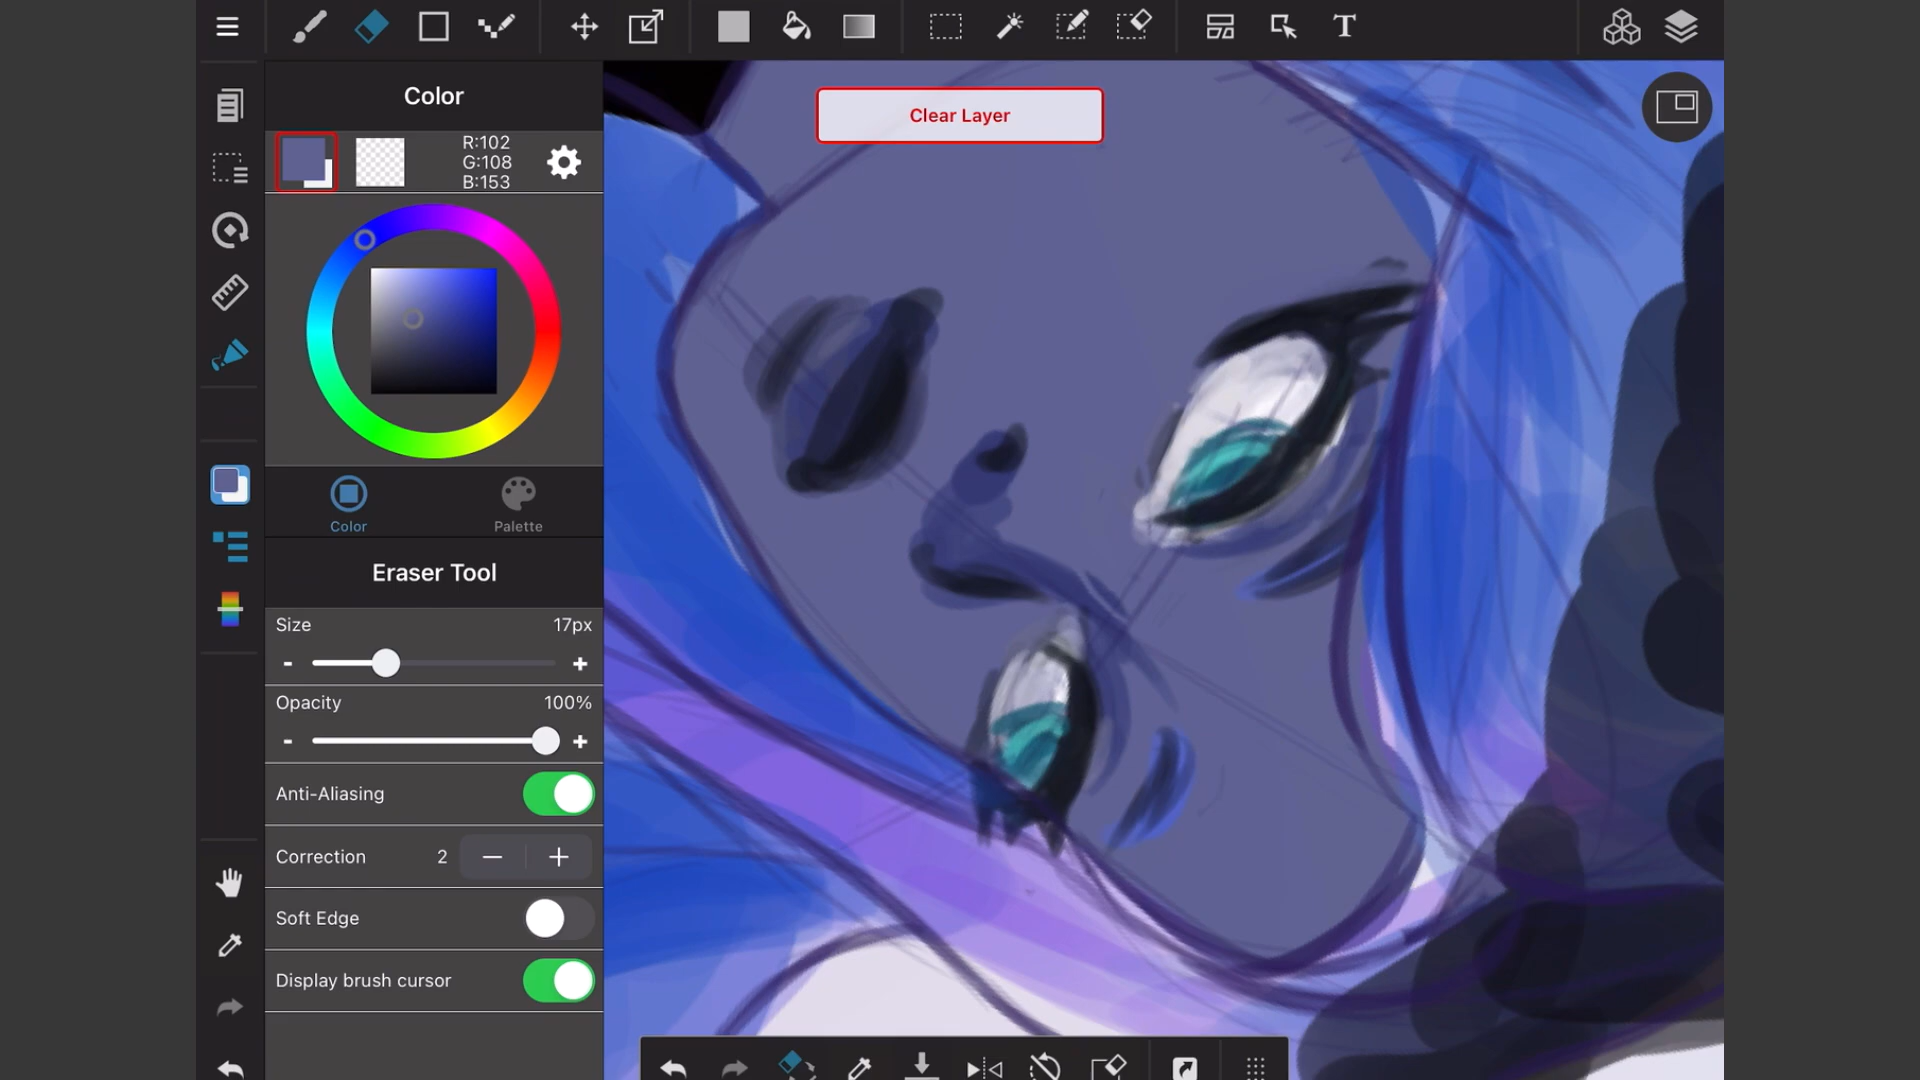 Color
Clear Layer
R:102
G:108
B:153
Color
Palette
Eraser Tool
Size 17px
- +
Opacity 100%
- +
Anti-Aliasing
Correction 2 — +
Soft Edge
Display brush cursor